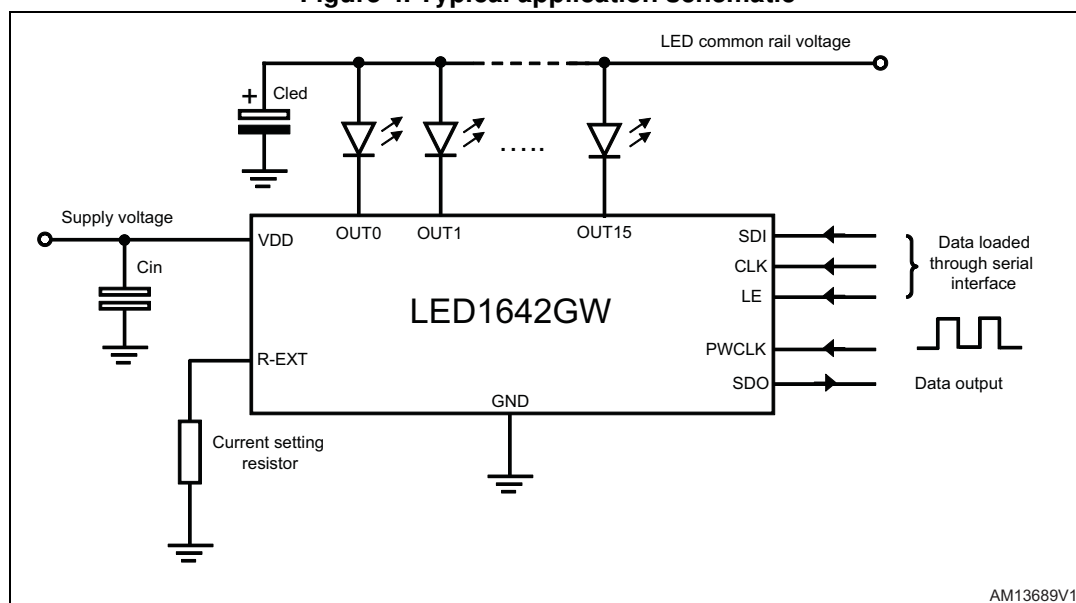 Figure 4. Typical application schematic
LED common rail voltage
+
Cled
.....
Supply voltage
VDD
OUT0
OUT1
OUT15
SDI
Data loaded
through serial
interface
Cin
CLK
LE
LED1642GW
R-EXT
PWCLK
SDO
Data output
GND
Current setting
resistor
AM13689V1